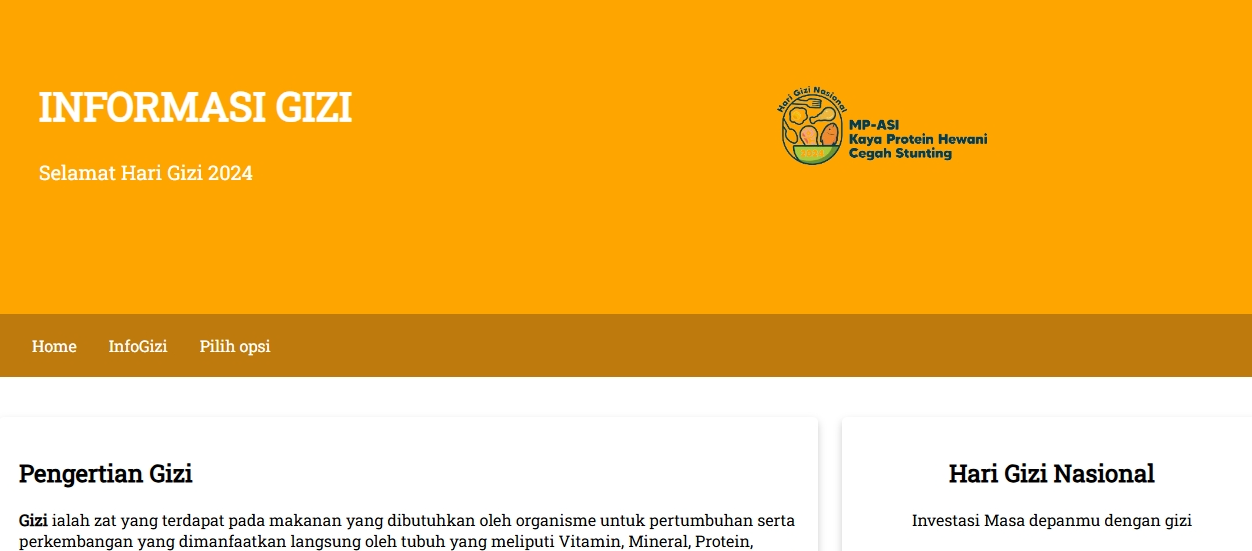 INFORMASI GIZI
Selamat Hari Gizi 2024
Hari Gizi Nasional
MP-ASI
Kaya Protein Hewani
Cegah Stunting
Home
InfoGizi
Pilih opsi
Pengertian Gizi
Gizi ialah zat yang terdapat pada makanan yang dibutuhkan oleh organisme untuk pertumbuhan serta
perkembangan yang dimanfaatkan langsung oleh tubuh yang meliputi Vitamin, Mineral, Protein,
Hari Gizi Nasional
Investasi Masa depanmu dengan gizi